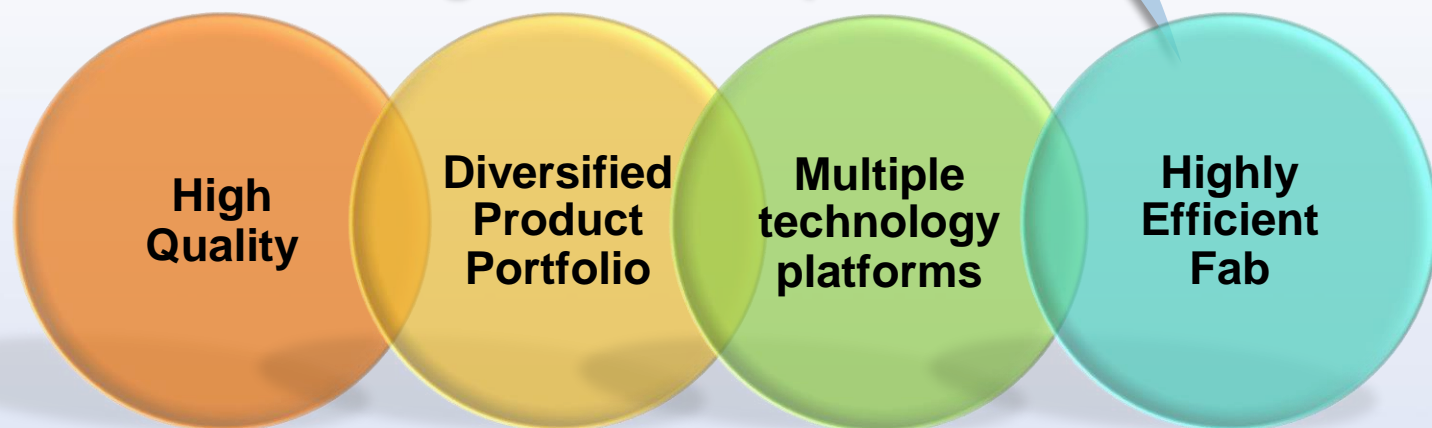 High
Quality
Diversified
Product
Portfolio
Multiple
technology
platforms
Highly
Efficient
Fab